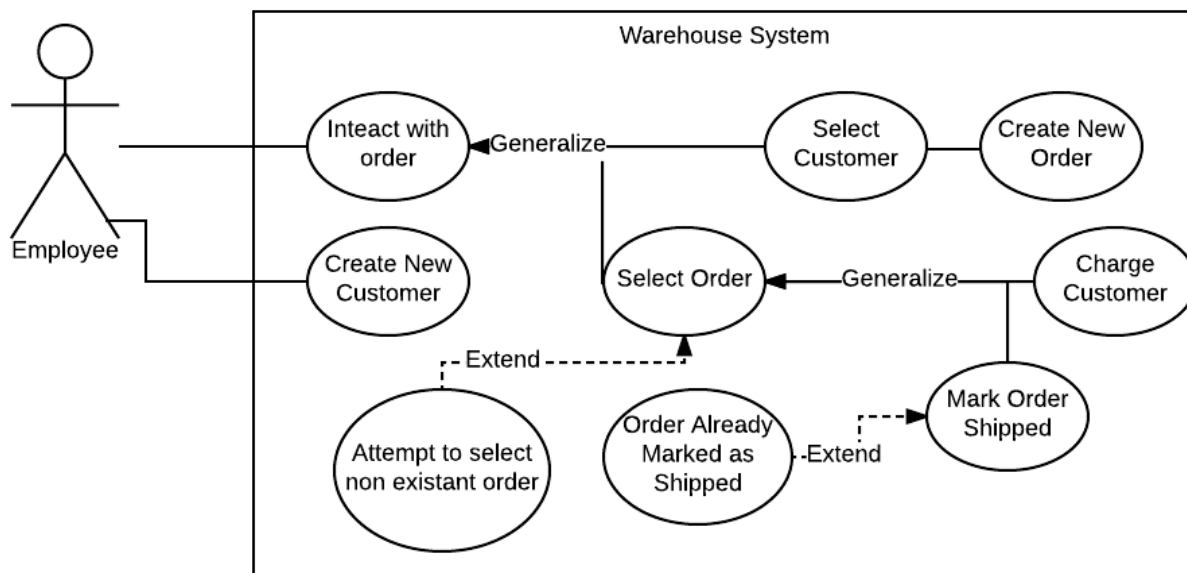 Warehouse System
Inteact with
order
Generalize
Select
Customer
Create New
Order
Employee
Create New
Customer
Select Order
Generalize
Charge
Customer
Extend
Attempt to select
non existant order
Order Already
Marked as
Shipped
Extend
Mark Order
Shipped